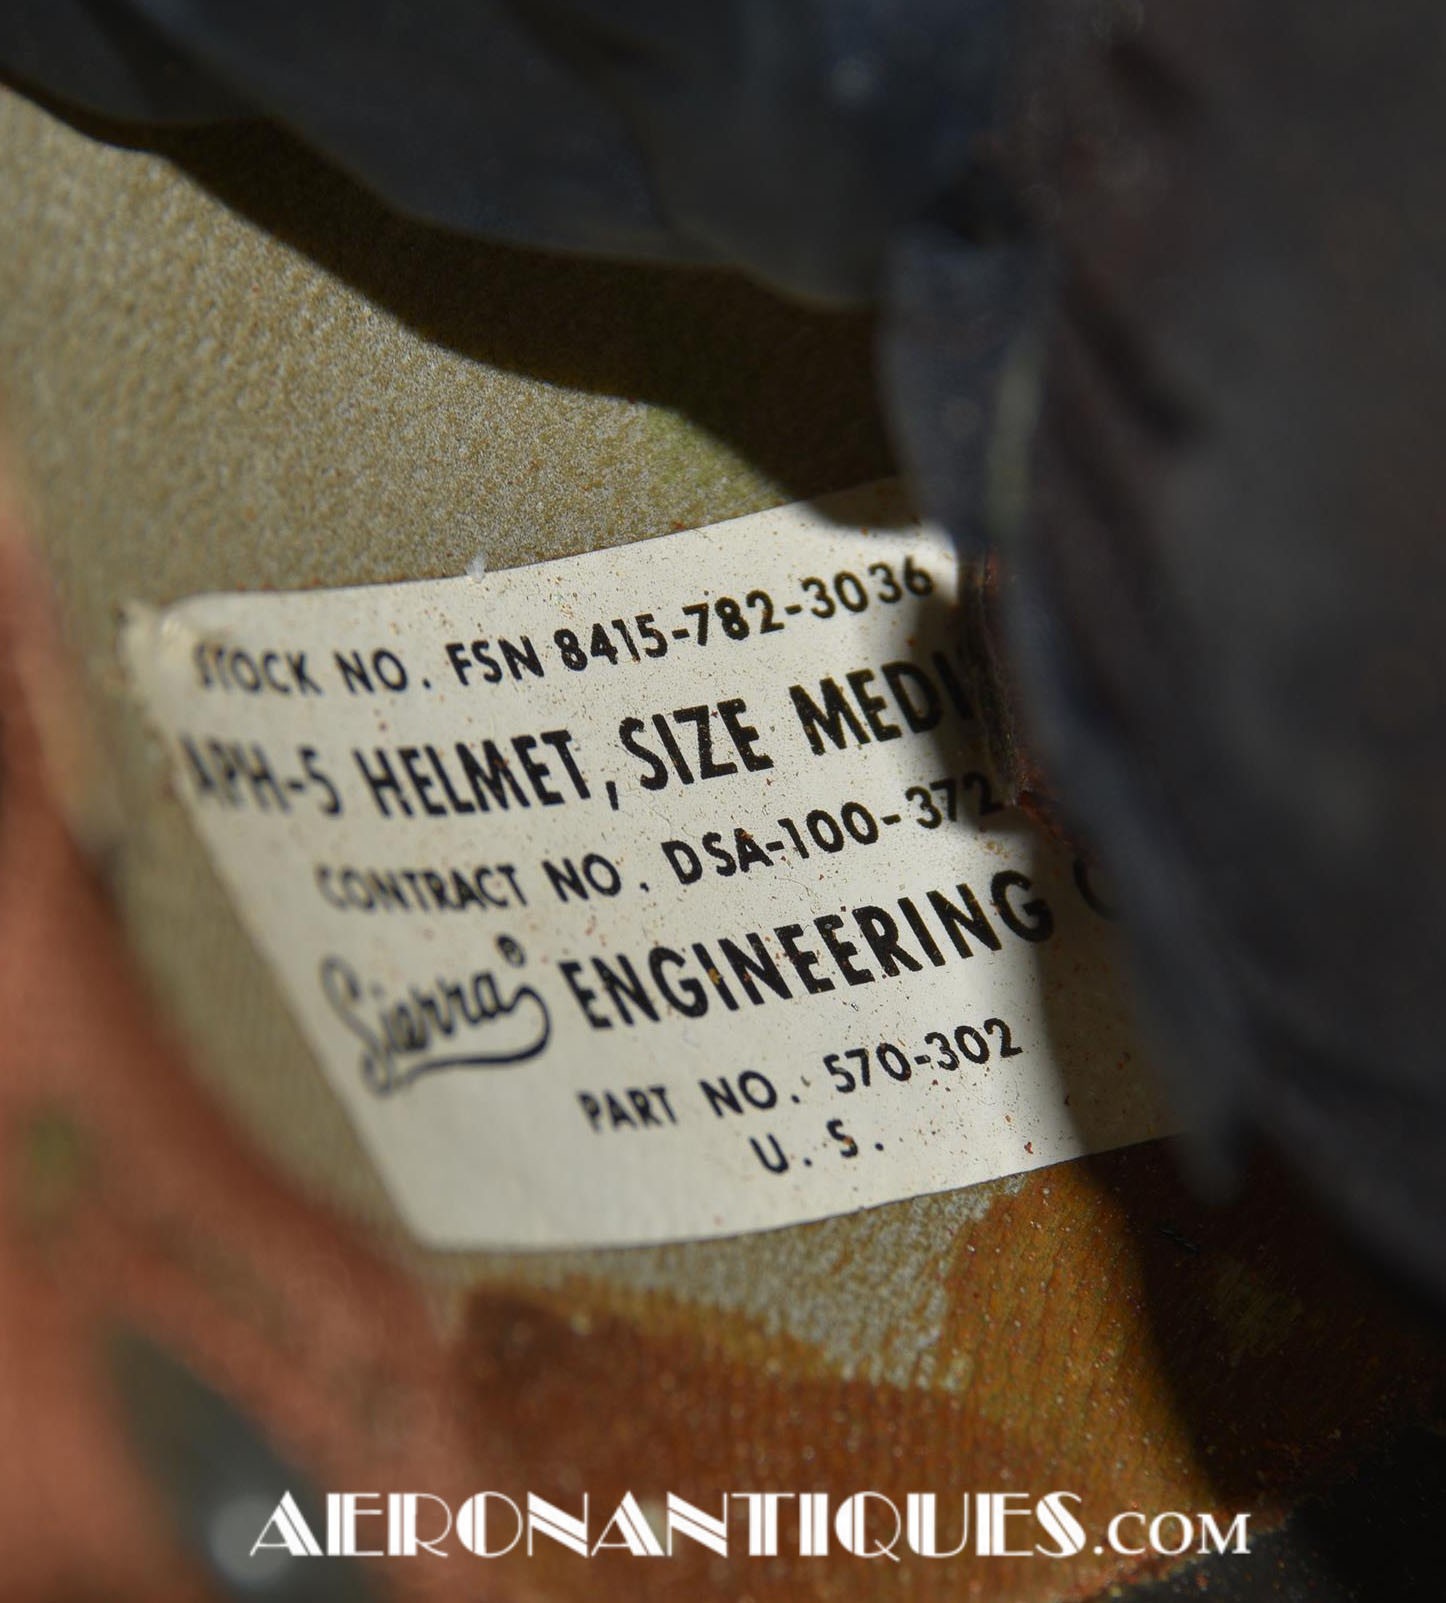 STOCK NO. FSN 8415-782-3036
APH-5 HELMET, SIZE
CONTRACT NO. DSA-100-372
Sierra® ENGINEERING
PART NO. 570-302
U. S.
AERONANTIQUES.COM